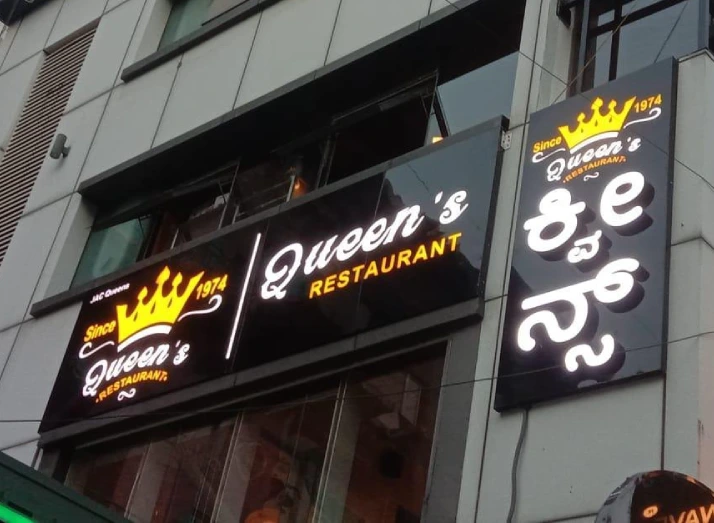 JAC Queens
Since 1974
Queen's
RESTAURANT
Queen's
RESTAURANT
Since 1974
Queen's
RESTAURANT
ಕ್ವೀ
ನ್ಸ್